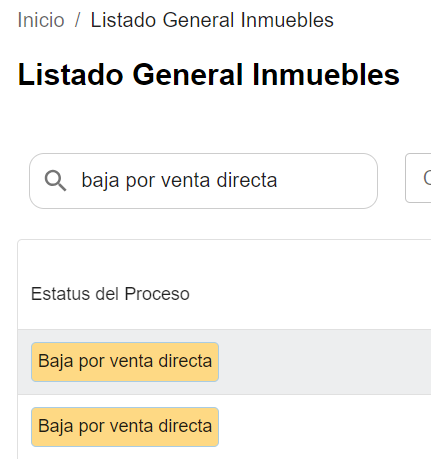 Inicio / Listado General Inmuebles
Listado General Inmuebles
baja por venta directa
Estatus del Proceso
Baja por venta directa
Baja por venta directa